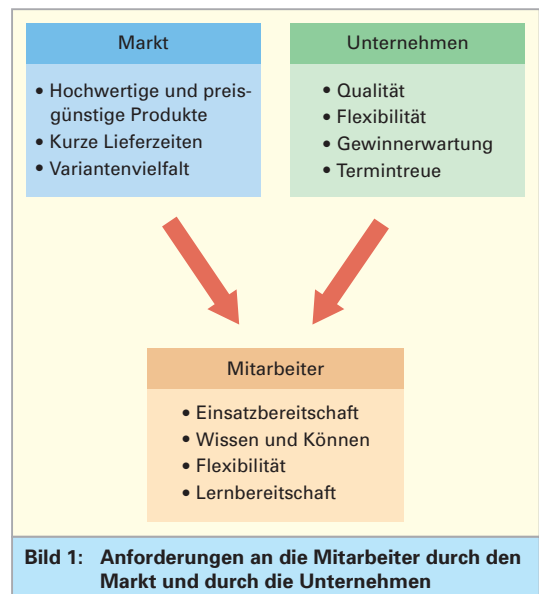 Markt
• Hochwertige und preis-
günstige Produkte
• Kurze Lieferzeiten
• Variantenvielfalt
Unternehmen
• Qualität
• Flexibilität
• Gewinnerwartung
• Termintreue
Mitarbeiter
• Einsatzbereitschaft
• Wissen und Können
• Flexibilität
• Lernbereitschaft
Bild 1: Anforderungen an die Mitarbeiter durch den
Markt und durch die Unternehmen